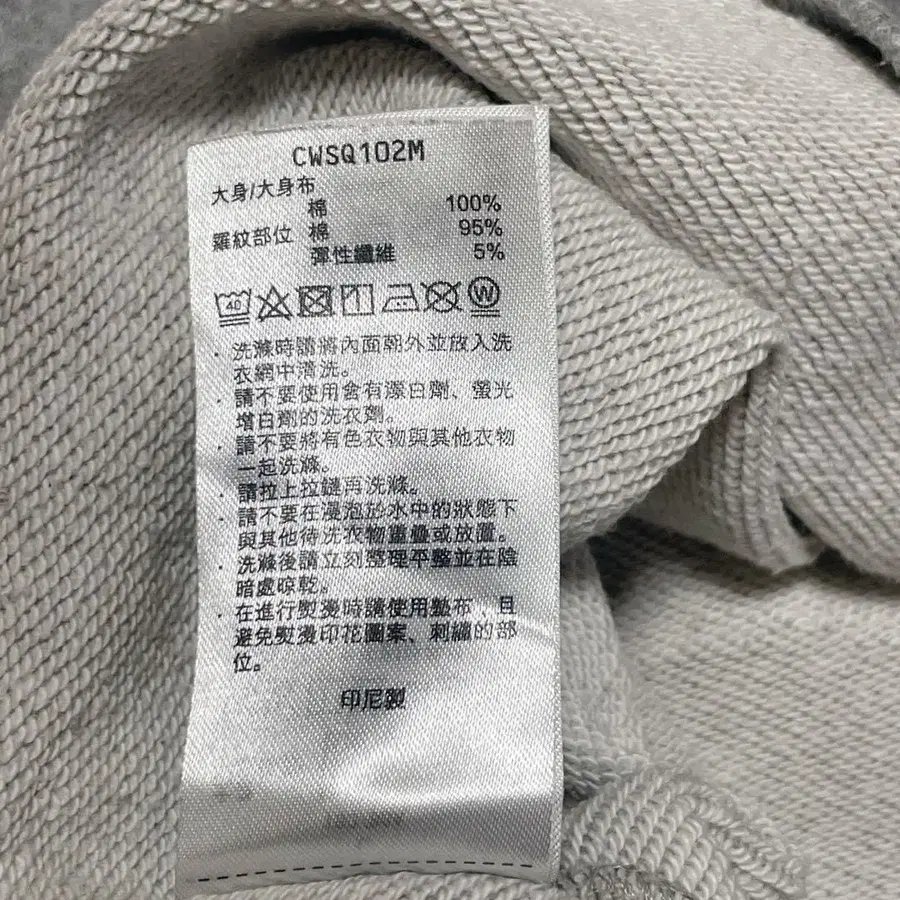 CWSQ102M
大身/大身布
棉 100%
羅紋部位 棉 95%
彈性纖維 5%
40
W
· 洗滌時請將內面朝外並放入洗
衣網中清洗。
· 請不要使用含有漂白劑、螢光
增白劑的洗衣劑。
· 請不要將有色衣物與其他衣物
一起洗滌。
· 請拉上拉鏈再洗滌。
· 請不要在浸泡於水中的狀態下
與其他待洗衣物重疊或放置。
· 洗滌後請立刻整理平整並在陰
暗處晾乾。
· 在進行熨燙時請使用墊布，且
避免熨燙印花圖案、刺繡的部
位。
印尼製